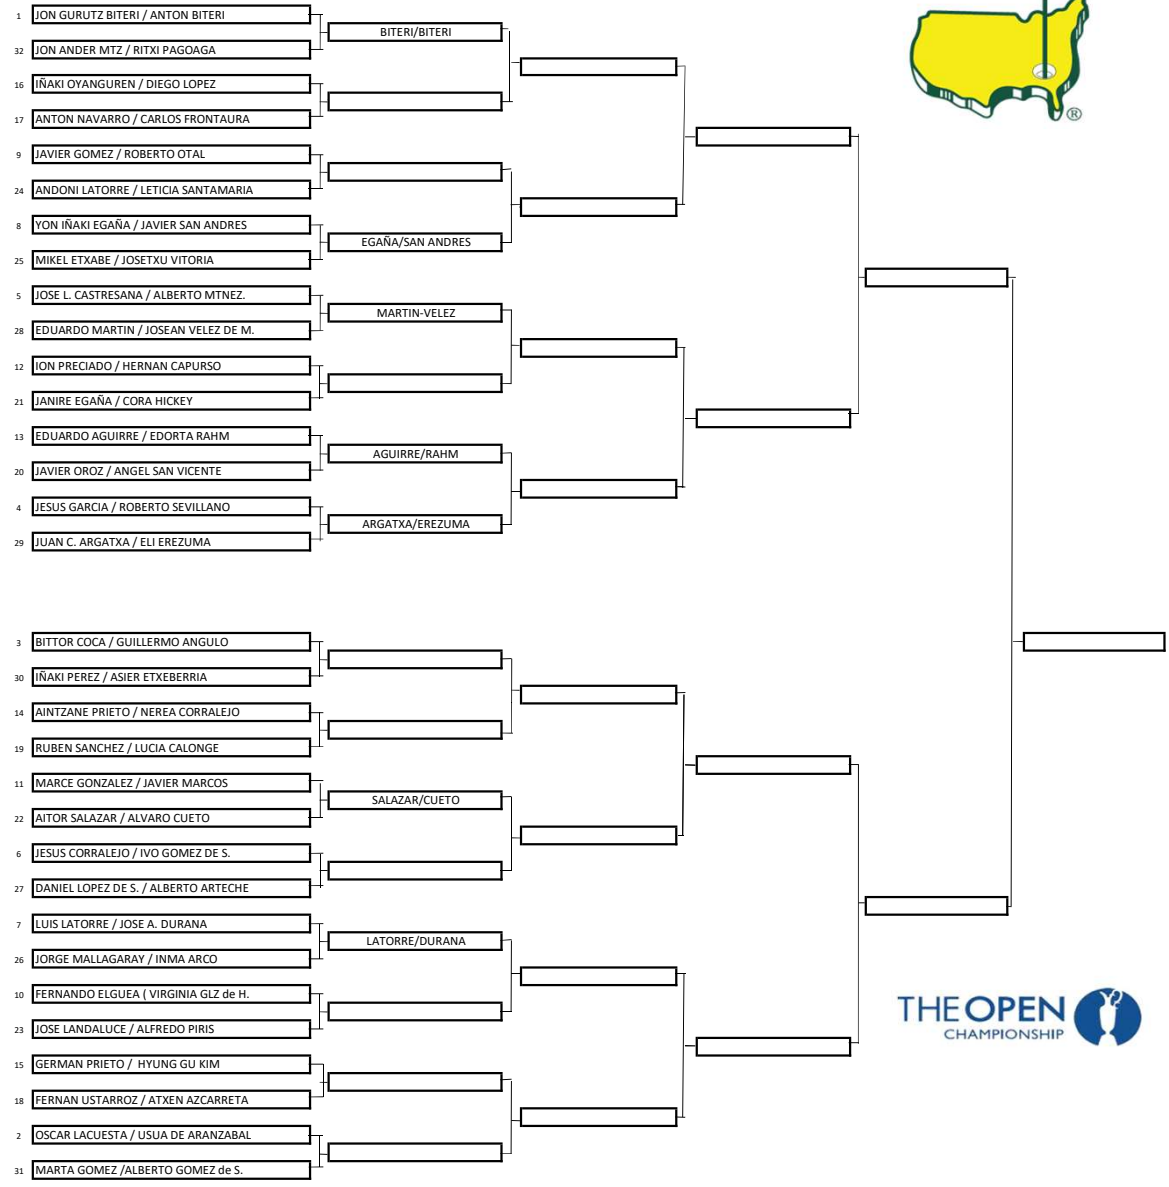 1 JON GURUTZ BITERI / ANTON BITERI
BITERI/BITERI
32 JON ANDER MTZ / RITXI PAGOAGA
16 IÑAKI OYANGUREN / DIEGO LOPEZ
17 ANTON NAVARRO / CARLOS FRONTAURA
®
9 JAVIER GOMEZ / ROBERTO OTAL
24 ANDONI LATORRE / LETICIA SANTAMARIA
8 YON IÑAKI EGAÑA / JAVIER SAN ANDRES
EGAÑA/SAN ANDRES
25 MIKEL ETXABE / JOSETXU VITORIA
5 JOSE L. CASTRESANA / ALBERTO MTNEZ.
MARTIN-VELEZ
28 EDUARDO MARTIN / JOSEAN VELEZ DE M.
12 ION PRECIADO / HERNAN CAPURSO
21 JANIRE EGAÑA / CORA HICKEY
13 EDUARDO AGUIRRE / EDORTA RAHM
AGUIRRE/RAHM
20 JAVIER OROZ / ANGEL SAN VICENTE
4 JESUS GARCIA / ROBERTO SEVILLANO
ARGATXA/EREZUMA
29 JUAN C. ARGATXA / ELI EREZUMA
3 BITTOR COCA / GUILLERMO ANGULO
30 IÑAKI PEREZ / ASIER ETXEBERRIA
14 AINTZANE PRIETO / NEREA CORRALEJO
19 RUBEN SANCHEZ / LUCIA CALONGE
11 MARCE GONZALEZ / JAVIER MARCOS
SALAZAR/CUETO
22 AITOR SALAZAR / ALVARO CUETO
6 JESUS CORRALEJO / IVO GOMEZ DE S.
27 DANIEL LOPEZ DE S. / ALBERTO ARTECHE
7 LUIS LATORRE / JOSE A. DURANA
LATORRE/DURANA
26 JORGE MALLAGARAY / INMA ARCO
10 FERNANDO ELGUEA ( VIRGINIA GLZ de H.
THE OPEN
CHAMPIONSHIP
23 JOSE LANDALUCE / ALFREDO PIRIS
15 GERMAN PRIETO / HYUNG GU KIM
18 FERNAN USTARROZ / ATXEN AZCARRETA
2 OSCAR LACUESTA / USUA DE ARANZABAL
31 MARTA GOMEZ /ALBERTO GOMEZ de S.